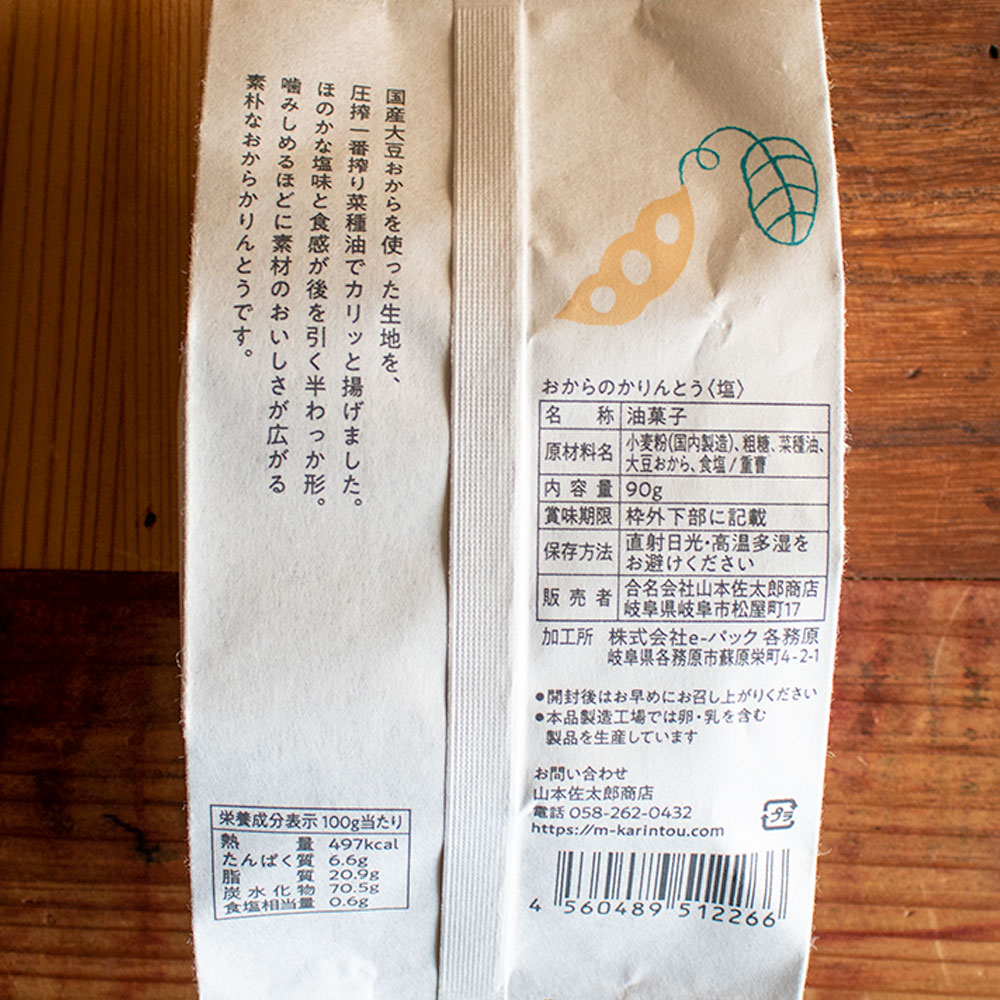 国産大豆おからを使った生地を、
圧搾一番搾り菜種油でカリッと揚げました。
ほのかな塩味と食感が後を引く半わっか形。
噛みしめるほどに素材のおいしさが広がる
素朴なおからかりんとうです。
おからのかりんとう〈塩〉
名 称 油菓子
原材料名 小麦粉(国内製造)、粗糖、菜種油、
大豆おから、食塩/重曹
内容量 90g
賞味期限 枠外下部に記載
保存方法 直射日光・高温多湿を
お避けください
販売者 合名会社山本佐太郎商店
岐阜県岐阜市松屋町17
加工所 株式会社e-パック各務原
岐阜県各務原市蘇原栄町4-2-1
●開封後はお早めにお召し上がりください
●本品製造工場では卵・乳を含む
製品を生産しています
お問い合わせ
山本佐太郎商店
電話 058-262-0432
https://m-karintou.com
プラ
4 560489 512266
栄養成分表示 100g当たり
熱量 497kcal
たんぱく質 6.6g
脂質 20.9g
炭水化物 70.5g
食塩相当量 0.6g